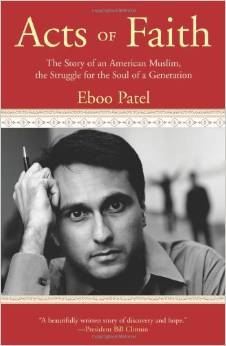 Acts of Faith
The Story of an American Muslim,
the Struggle for the Soul of a Generation
Eboo Patel
"A beautifully written story of discovery and hope."
—President Bill Clinton